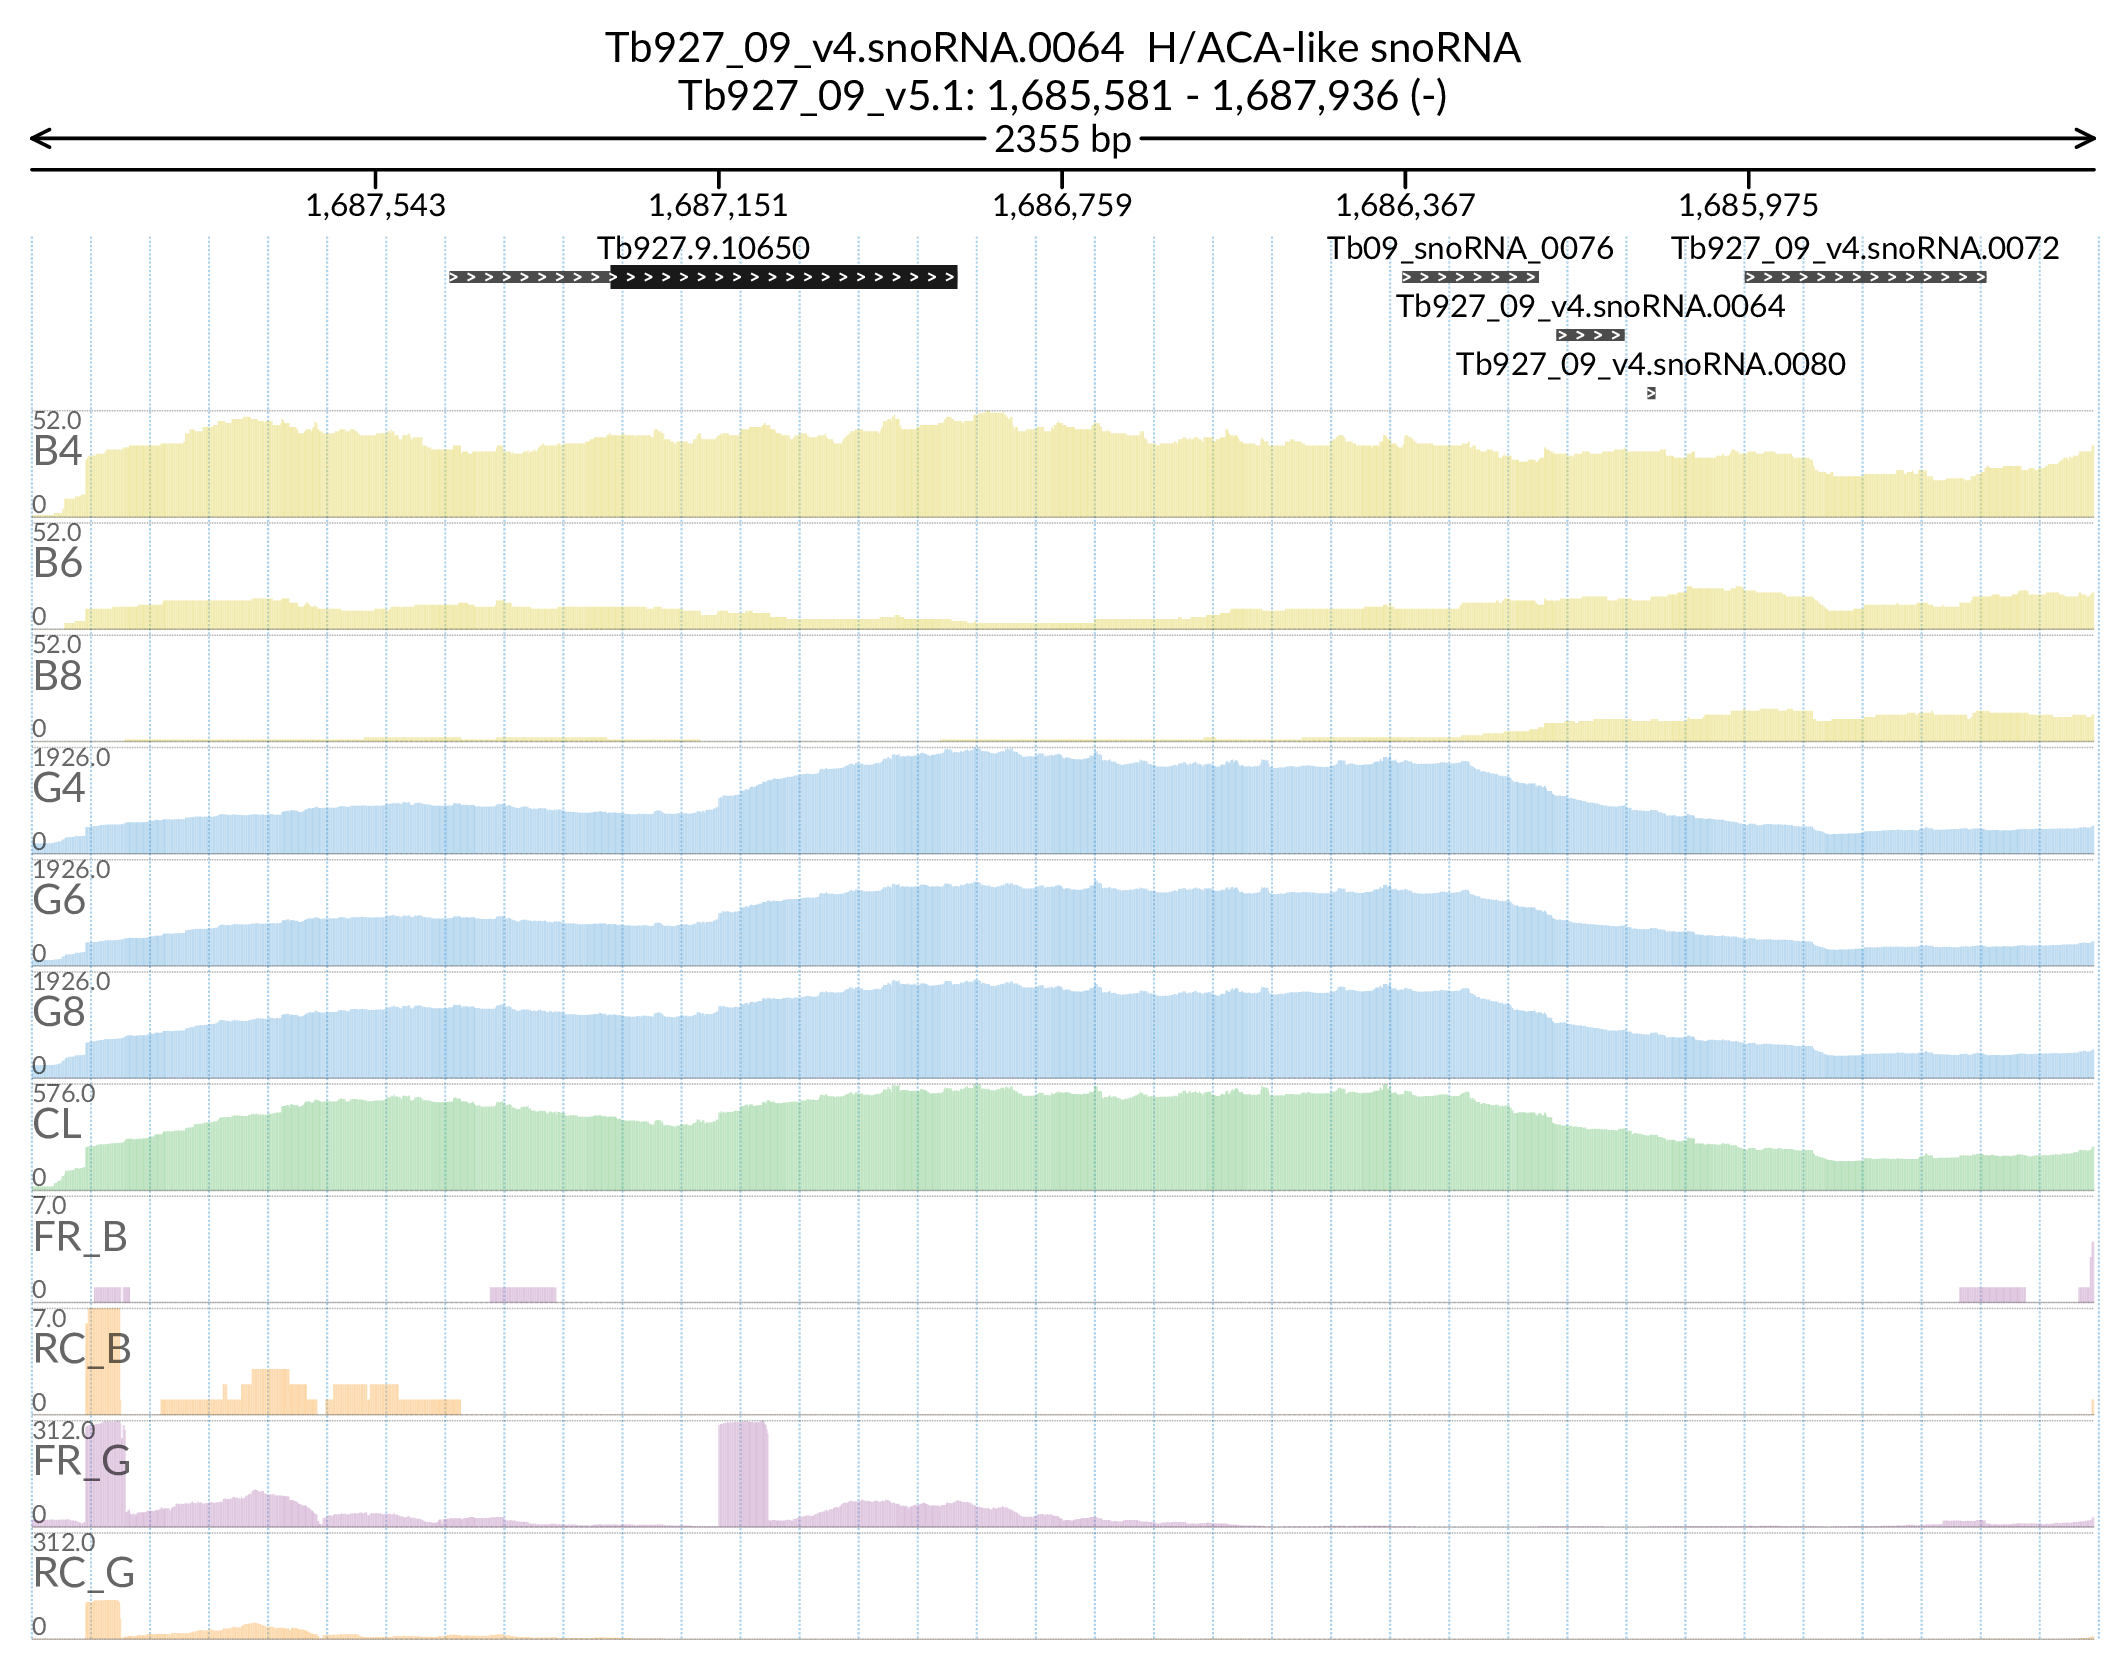 Tb927_09_v4.snoRNA.0064 H/ACA-like snoRNA
Tb927_09_v5.1: 1,685,581 - 1,687,936 (-)
2355 bp
1,687,543 1,687,151 1,686,759 1,686,367 1,685,975
Tb927.9.10650 Tb09_snoRNA_0076 Tb927_09_v4.snoRNA.0072
Tb927_09_v4.snoRNA.0064
Tb927_09_v4.snoRNA.0080
52.0
B4
0
52.0
B6
0
52.0
B8
0
1926.0
G4
0
1926.0
G6
0
1926.0
G8
0
576.0
CL
0
7.0
FR_B
0
7.0
RC_B
0
312.0
FR_G
0
312.0
RC_G
0